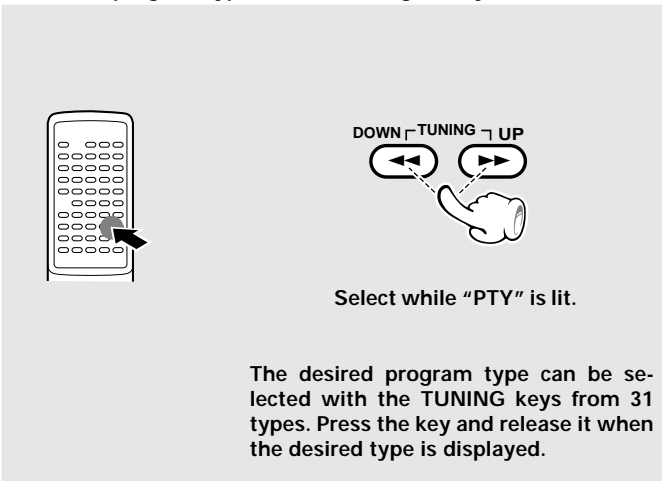 DOWN TUNING UP
Select while “PTY” is lit.
The desired program type can be se-
lected with the TUNING keys from 31
types. Press the key and release it when
the desired type is displayed.